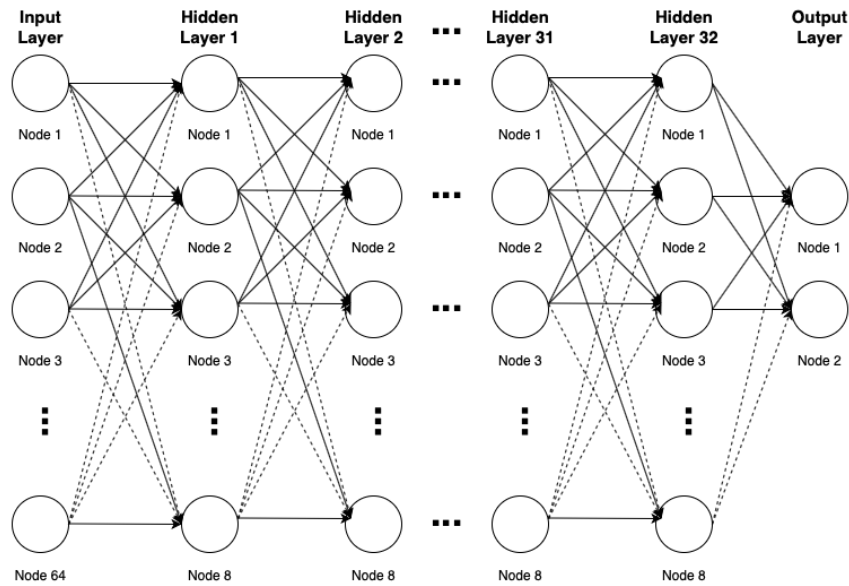 Input
Layer
Hidden
Layer 1
Hidden
Layer 2
Hidden
Layer 31
Hidden
Layer 32
Output
Layer
Node 1
Node 1
Node 1
Node 1
Node 1
Node 2
Node 2
Node 2
Node 2
Node 2
Node 1
Node 3
Node 3
Node 3
Node 3
Node 3
Node 2
Node 64
Node 8
Node 8
Node 8
Node 8